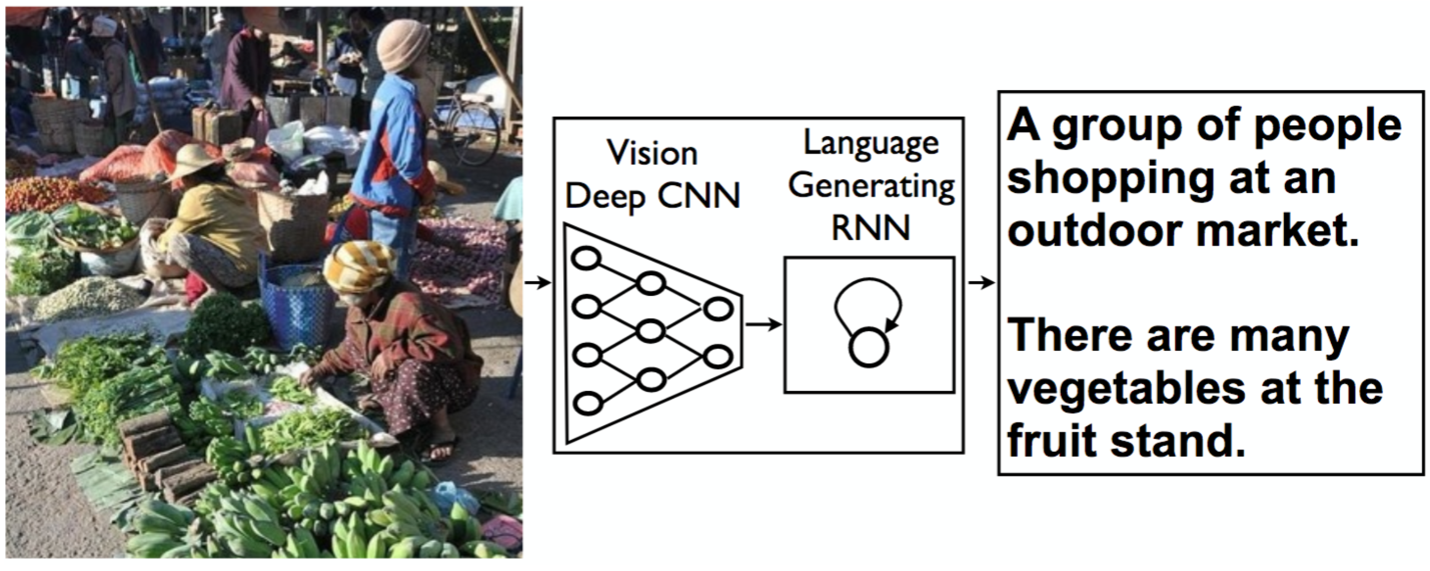 Vision
Deep CNN
Language
Generating
RNN
A group of people
shopping at an
outdoor market.
There are many
vegetables at the
fruit stand.